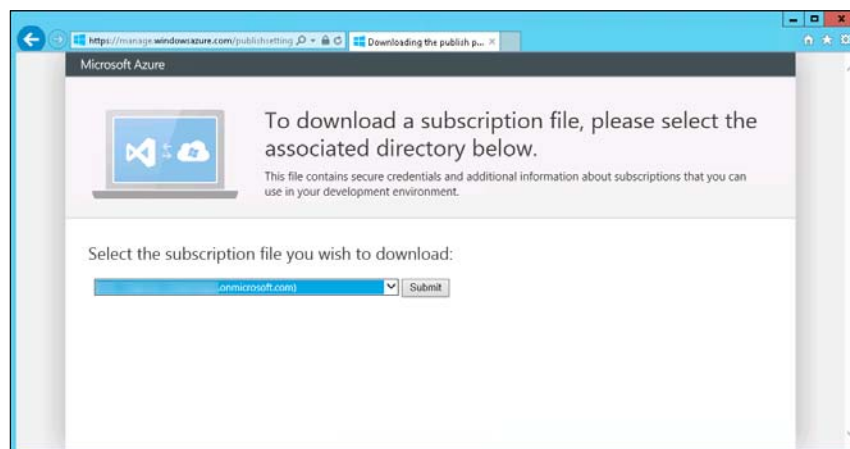 https://manage.windowsazure.com/publishsetting
Downloading the publish p...
Microsoft Azure
To download a subscription file, please select the
associated directory below.
This file contains secure credentials and additional information about subscriptions that you can
use in your development environment.
Select the subscription file you wish to download:
.onmicrosoft.com)
Submit